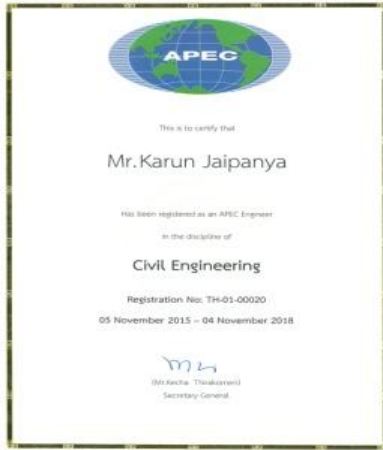 APEC
This is to certify that
Mr.Karun Jaipanya
Has been registered as an APEC Engineer
in the discipline of
Civil Engineering
Registration No: TH-01-00020
05 November 2015 – 04 November 2018
Secretary General